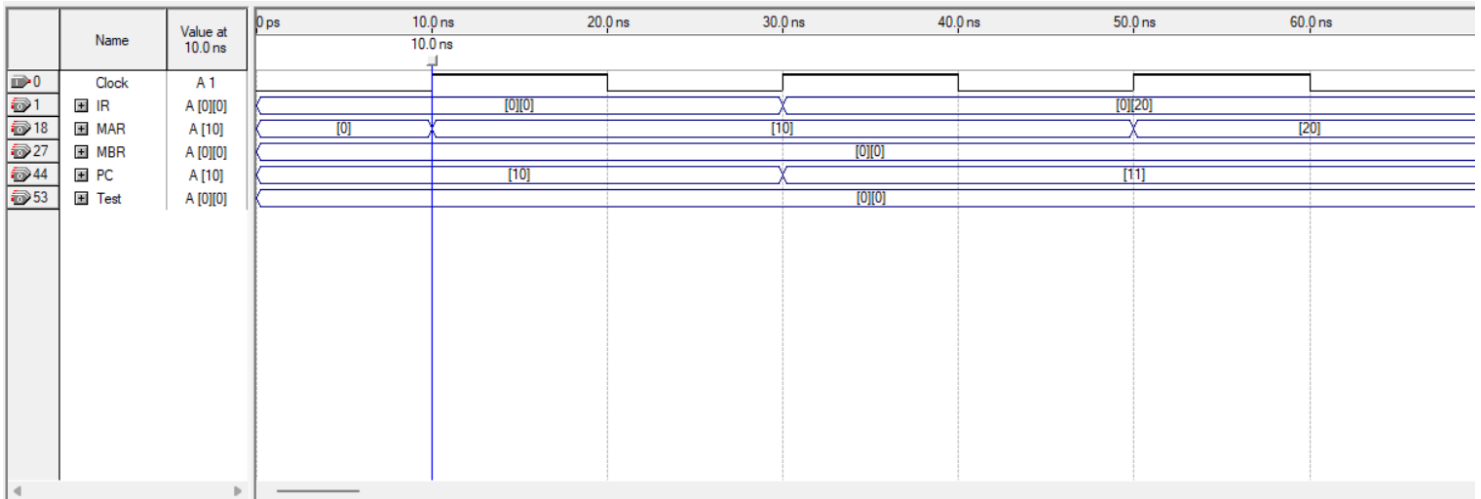 Name Value at 10.0 ns 0 ps 10.0 ns 20.0 ns 30.0 ns 40.0 ns 50.0 ns 60.0 ns
10.0 ns
0 Clock A 1
1 IR A [0][0] [0][0] [0][20]
18 MAR A [10] [0] [10] [20]
27 MBR A [0][0] [0][0]
44 PC A [10] [10] [11]
53 Test A [0][0] [0][0]